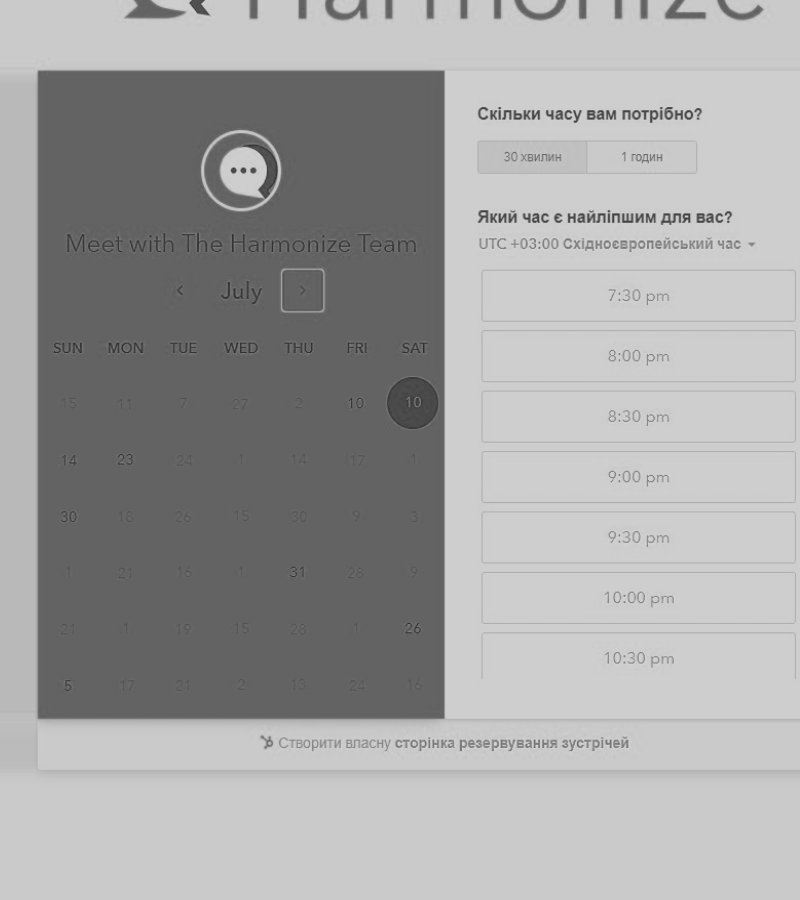 Harmonize
Meet with The Harmonize Team
July
SUN MON TUE WED THU FRI SAT
15 11 7 27 2 10 10
14 23 24 1 14 17 1
30 18 26 15 30 9 3
1 21 16 1 31 28 9
21 1 19 15 28 1 26
5 17 21 2 13 24 16
Скільки часу вам потрібно?
30 хвилин 1 годин
Який час є найліпшим для вас?
UTC +03:00 Східноєвропейський час
7:30 pm
8:00 pm
8:30 pm
9:00 pm
9:30 pm
10:00 pm
10:30 pm
Створити власну сторінка резервування зустрічей